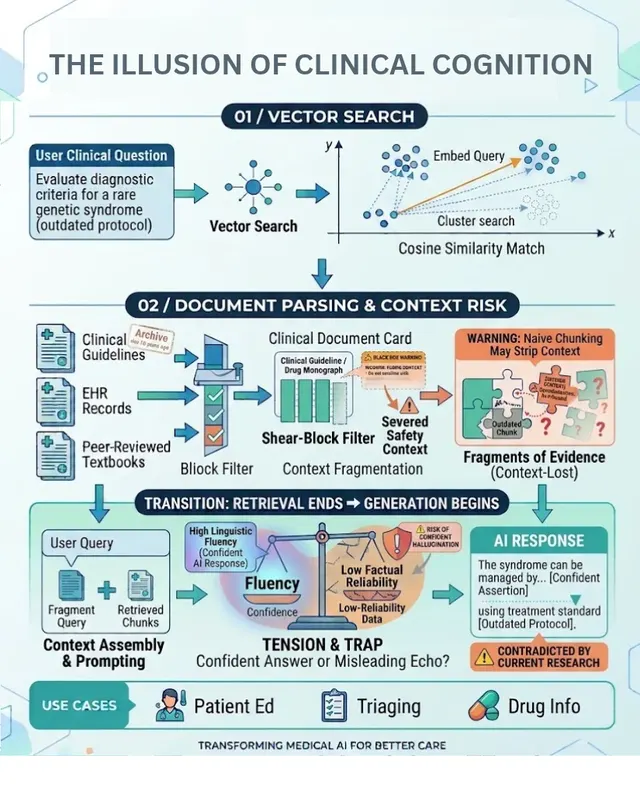 THE ILLUSION OF CLINICAL COGNITION
01 / VECTOR SEARCH
User Clinical Question
Evaluate diagnostic
criteria for a rare
genetic syndrome
(outdated protocol)
Vector Search
y
Embed Query
Cluster search
x
Cosine Similarity Match
02 / DOCUMENT PARSING & CONTEXT RISK
Clinical
Guidelines
Archive
EHR
Records
Peer-Reviewed
Textbooks
Bliock Filter
Clinical Document Card
Clinical Guideline /
Drug Monograph
BLACK BOX WARNING
Shear-Block Filter
Severed
Safety
Context
Context Fragmentation
WARNING: Naive Chunking
May Strip Context
Outdated
Chunk
?
?
?
?
Fragments of Evidence
(Context-Lost)
TRANSITION: RETRIEVAL ENDS ➡ GENERATION BEGINS
User Query
Fragment
Query
+
Retrieved
Chunks
Context Assembly
& Prompting
High Linguistic
Fluency
(Confident
AI Response)
Fluency
Confidence
RISK OF
CONFIDENT
HALLUCINATION
Low Factual
Reliability
Low-Reliability
Data
TENSION & TRAP
Confident Answer or Misleading Echo?
AI RESPONSE
The syndrome can be
managed by... [Confident
Assertion]
using treatment standard
[Outdated Protocol].
CONTRADICTED BY
CURRENT RESEARCH
USE CASES
Patient Ed
Triaging
Drug Info
TRANSFORMING MEDICAL AI FOR BETTER CARE